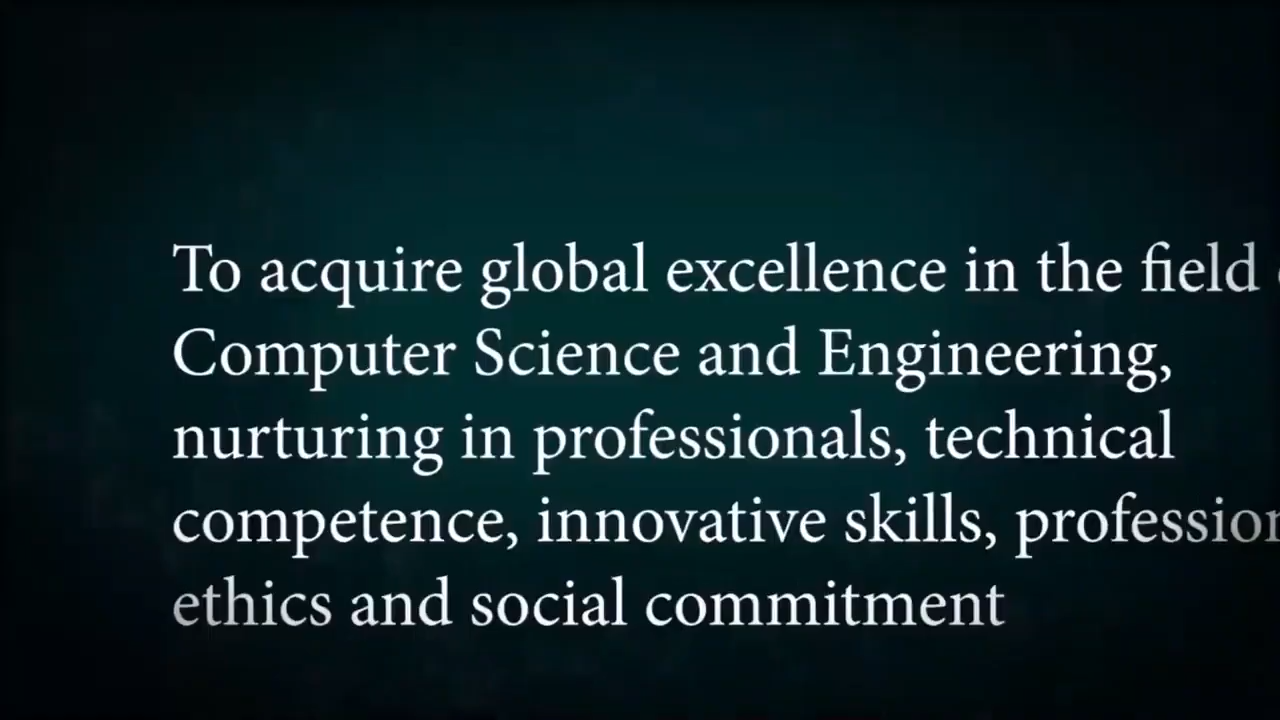 To acquire global excellence in the field
Computer Science and Engineering,
nurturing in professionals, technical
competence, innovative skills,
ethics and social commitment